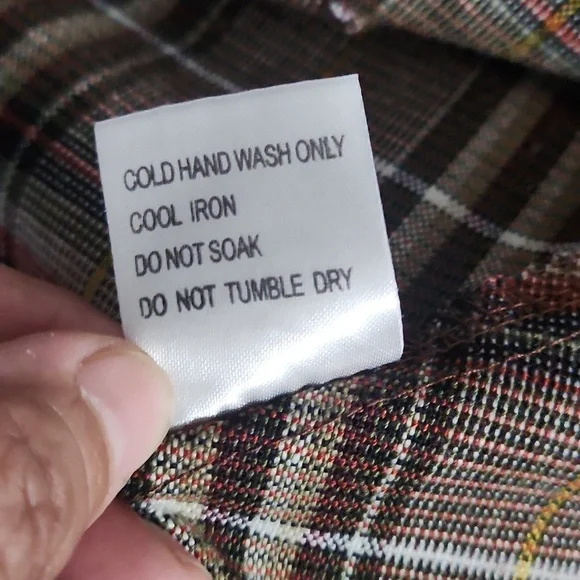 COLD HAND WASH ONLY
COOL IRON
DO NOT SOAK
DO NOT TUMBLE DRY